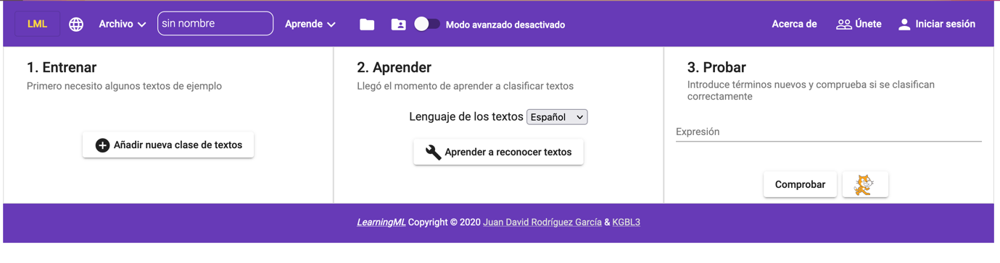 LML Archivo sin nombre Aprende Modo avanzado desactivado Acerca de Únete Iniciar sesión
1. Entrenar
Primero necesito algunos textos de ejemplo
Añadir nueva clase de textos
2. Aprender
Llegó el momento de aprender a clasificar textos
Lenguaje de los textos Español
Aprender a reconocer textos
3. Probar
Introduce términos nuevos y comprueba si se clasifican
correctamente
Expresión
Comprobar
LearningML Copyright © 2020 Juan David Rodríguez García & KGBL3